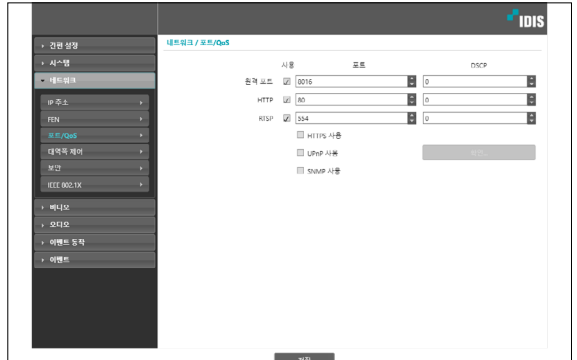 IDIS
간편 설정
네트워크 / 포트/QoS
시스템
사용 포트 DSCP
네트워크
원격 포트 0016 0
IP 주소
HTTP 80 0
FEN
RTSP 554 0
포트/QoS
HTTPS 사용
대역폭 제어
UPnP 사용
보안
SNMP 사용
IEEE 802.1X
비디오
오디오
이벤트 동작
이벤트